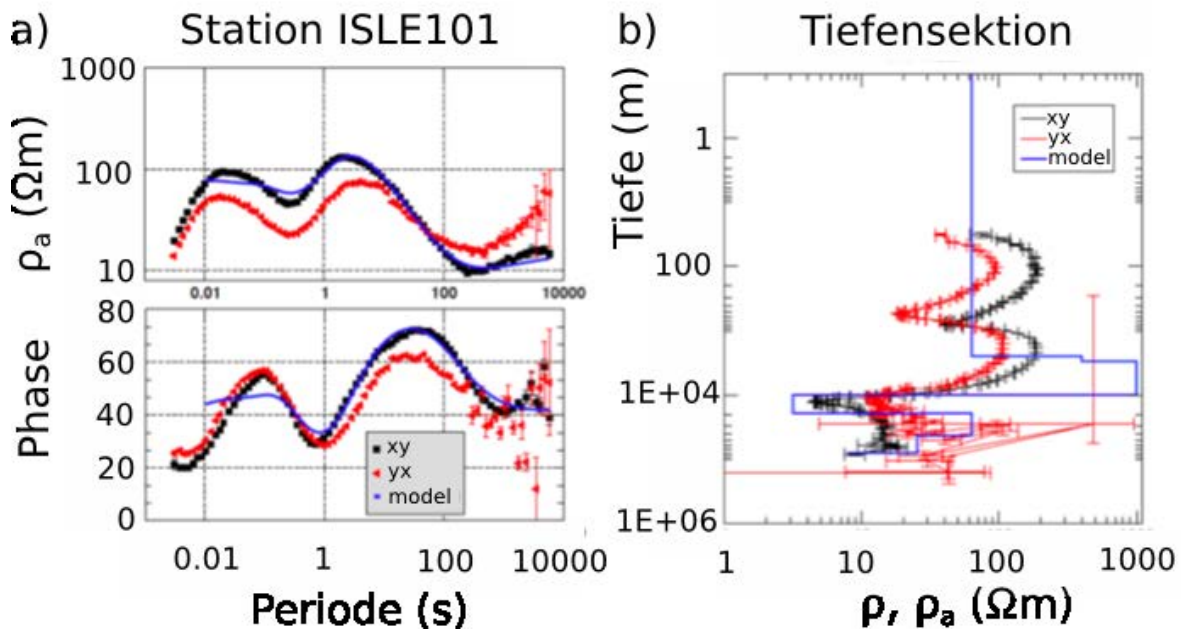 a) Station ISLE101
1000
100
10
ρa (Ωm)
0.01 1 100 10000
80
60
40
20
0
Phase
xy
yx
model
0.01 1 100 10000
Periode (s)
b) Tiefensektion
Tiefe (m)
1
100
1E+04
1E+06
xy
yx
model
1 10 100 1000
ρ, ρa (Ωm)